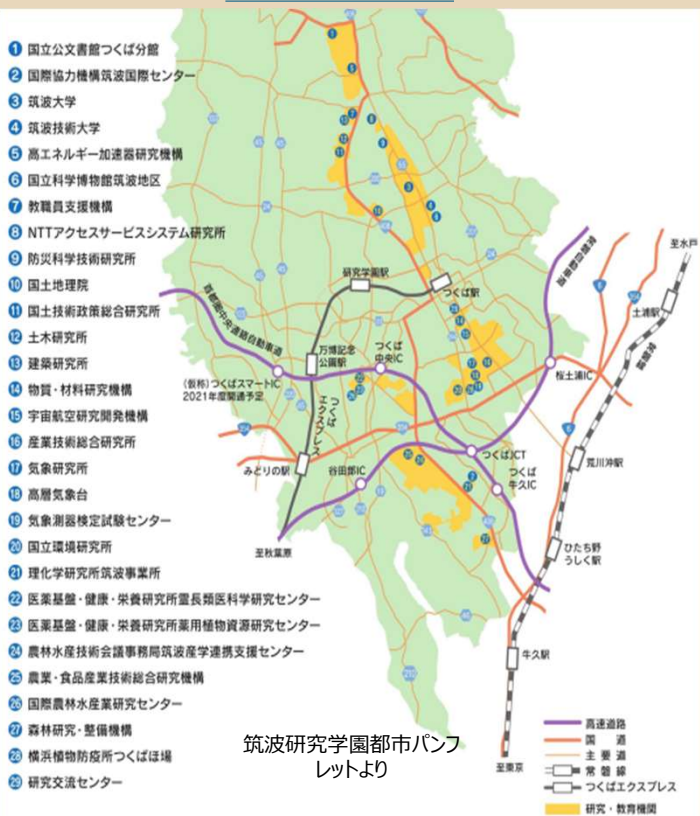 1 国立公文書館つくば分館
2 国際協力機構筑波国際センター
3 筑波大学
4 筑波技術大学
5 高エネルギー加速器研究機構
6 国立科学博物館筑波地区
7 教職員支援機構
8 NTTアクセスサービスシステム研究所
9 防災科学技術研究所
10 国土地理院
11 国土技術政策総合研究所
12 土木研究所
13 建築研究所
14 物質・材料研究機構
15 宇宙航空研究開発機構
16 産業技術総合研究所
17 気象研究所
18 高層気象台
19 気象測器検定試験センター
20 国立環境研究所
21 理化学研究所筑波事業所
22 医薬基盤・健康・栄養研究所霊長類医科学研究センター
23 医薬基盤・健康・栄養研究所薬用植物資源研究センター
24 農林水産技術会議事務局筑波産学連携支援センター
25 農業・食品産業技術総合研究機構
26 国際農林水産業研究センター
27 森林研究・整備機構
28 横浜植物防疫所つくばほ場
29 研究交流センター
至水戸
常磐自動車道
研究学園駅
つくば駅
土浦駅
常磐線
首都圏中央連絡自動車道
万博記念
公園駅
つくば
中央IC
桜土浦IC
(仮称)つくばスマートIC
2021年度開通予定
つくば
エクスプレス
みどりの駅
谷田部IC
つくばJCT
つくば
牛久IC
荒川沖駅
至秋葉原
ひたち野
うしく駅
牛久駅
至東京
筑波研究学園都市パンフ
レットより
高速道路
国道
主要道
常磐線
つくばエクスプレス
研究・教育機関